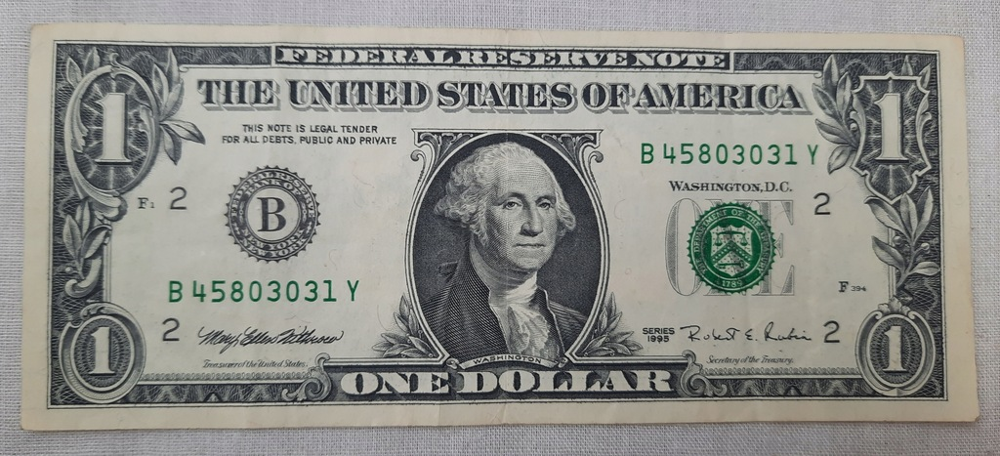 FEDERAL RESERVE NOTE
THE UNITED STATES OF AMERICA
1
1
THIS NOTE IS LEGAL TENDER
FOR ALL DEBTS, PUBLIC AND PRIVATE
B 45803031 Y
WASHINGTON, D.C.
F1 2
B
2
ONE
THE DEPARTMENT OF THE TREASURY
1789
B 45803031 Y
F 394
2
Mary Ellen Withrow
Treasurer of the United States.
SERIES
1995
Robert E. Rubin
2
Secretary of the Treasury.
1
WASHINGTON
1
ONE DOLLAR